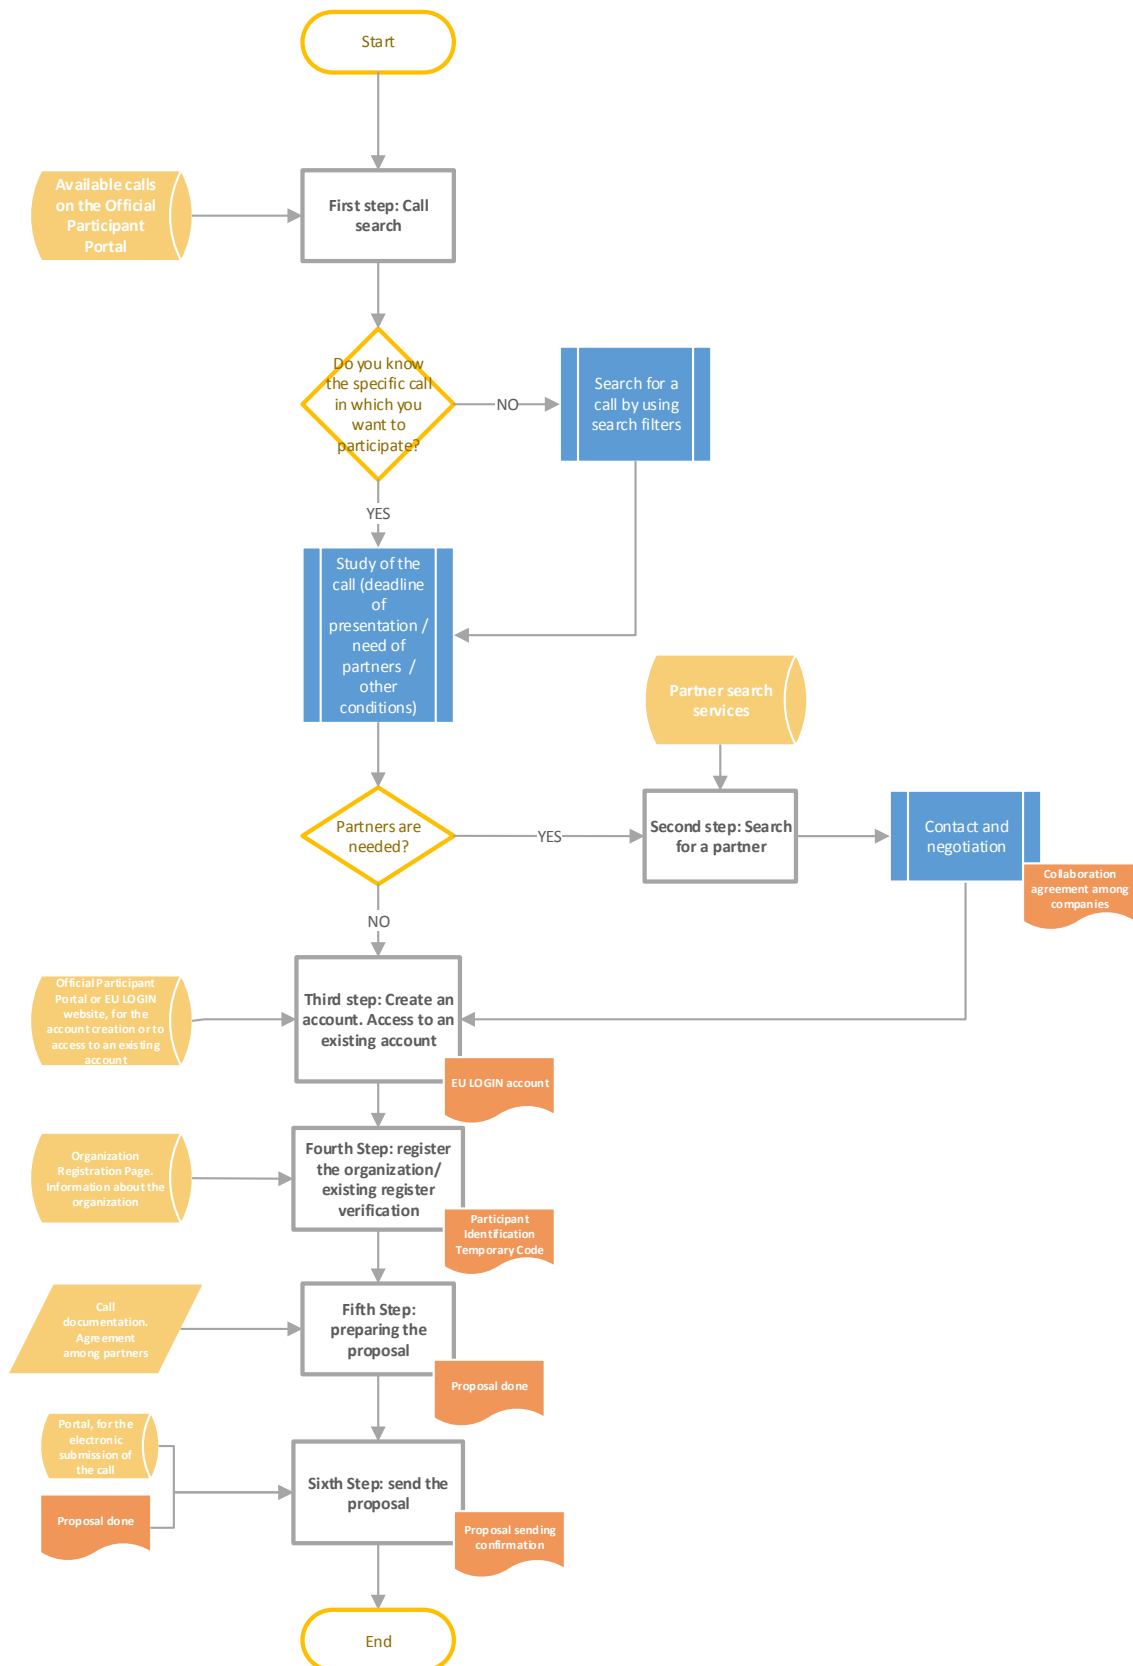 Start
Available calls
on the Official
Participant
Portal
First step: Call
search
Do you know
the specific call
in which you
want to
participate?
NO
Search for a
call by using
search filters
YES
Study of the
call (deadline
of
presentation /
need of
partners /
other
conditions)
Partner search
services
Partners are
needed?
YES
Second step: Search
for a partner
Contact and
negotiation
Collaboration
agreement among
companies
NO
Official Participant
Portal or EU LOGIN
website, for the
account creation or to
access to an existing
account
Third step: Create an
account. Access to an
existing account
EU LOGIN account
Organization
Registration Page.
Information about the
organization
Fourth Step: register
the organization/
existing register
verification
Participant
Identification
Temporary Code
Call
documentation.
Agreement
among partners
Fifth Step:
preparing the
proposal
Proposal done
Portal, for the
electronic
submission of
the call
Proposal done
Sixth Step: send the
proposal
Proposal sending
confirmation
End